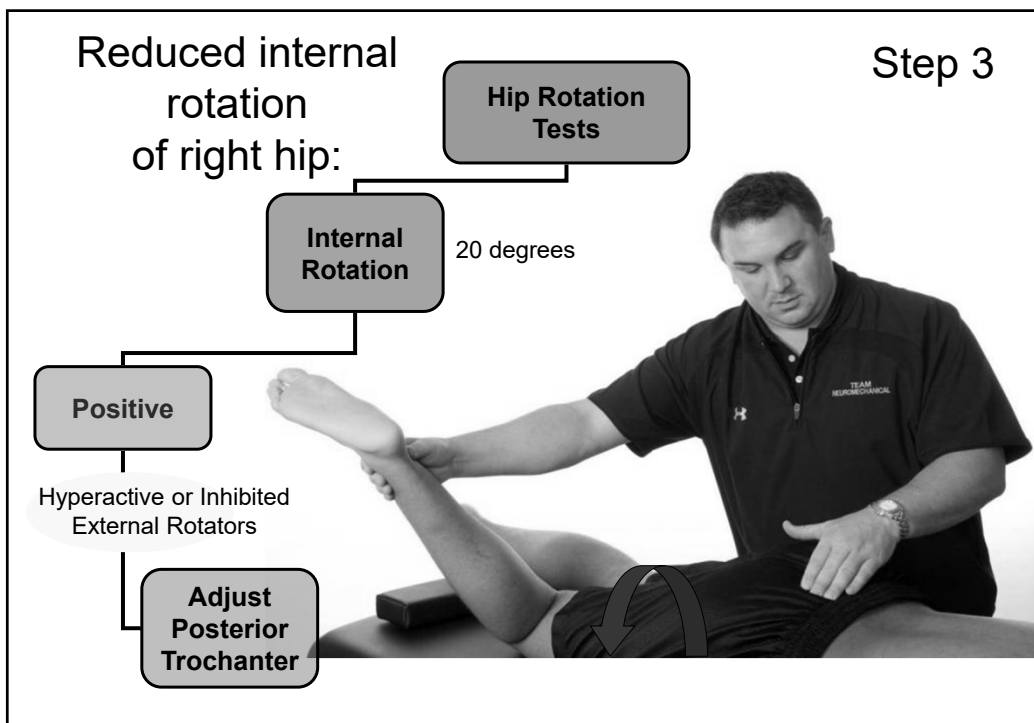 Reduced internal
rotation
of right hip:
Step 3
Hip Rotation
Tests
Internal
Rotation
20 degrees
Positive
Hyperactive or Inhibited
External Rotators
Adjust
Posterior
Trochanter
TEAM
NEUROMECHANICAL